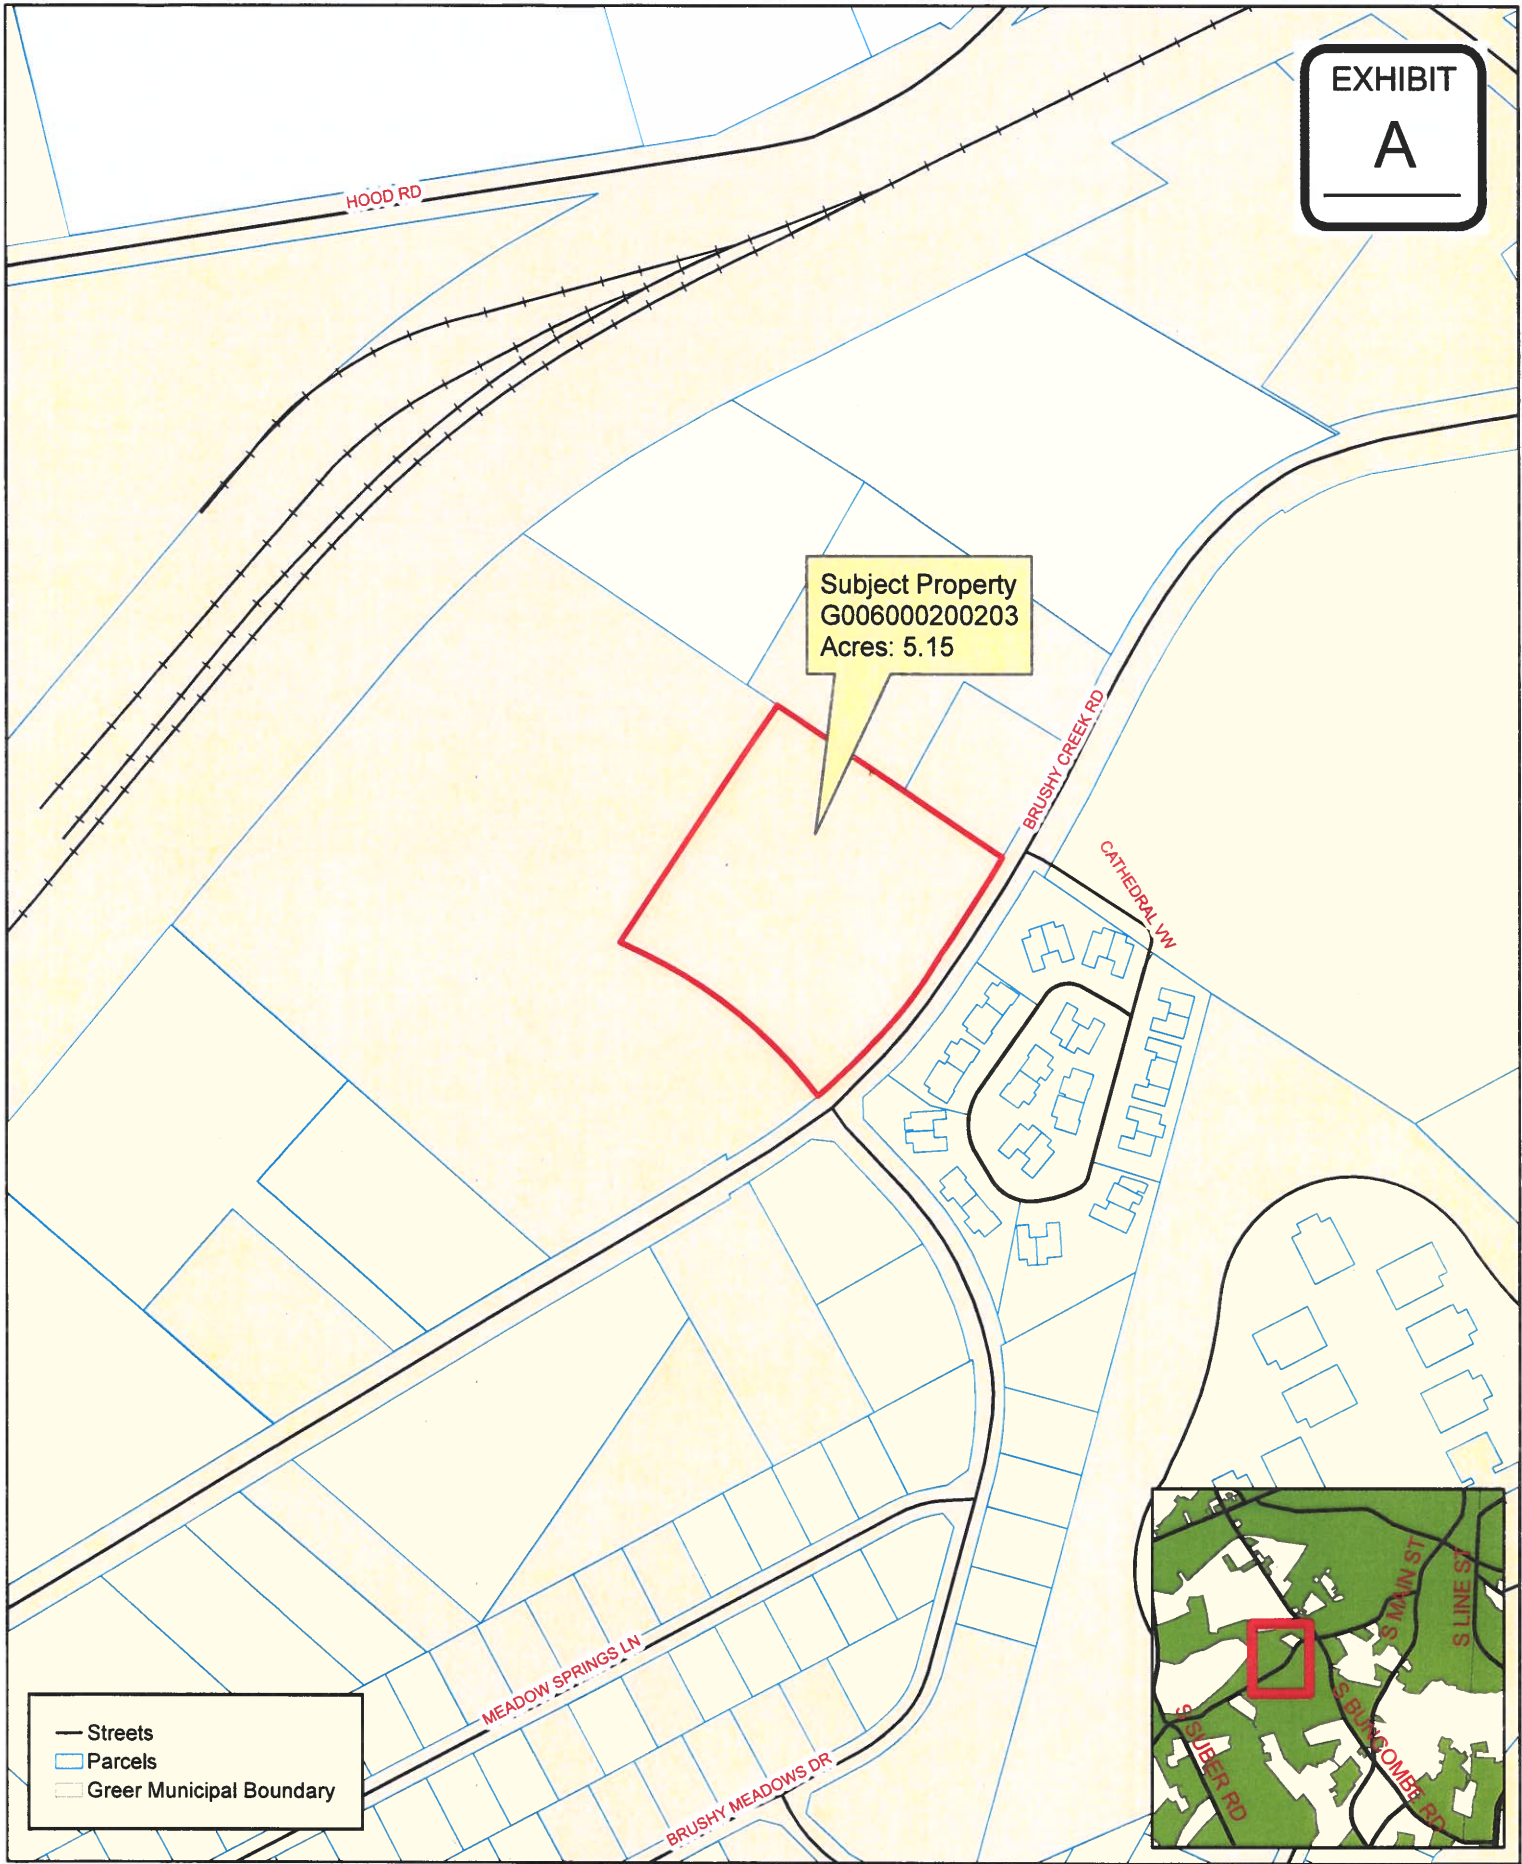 EXHIBIT
A
HOOD RD
Subject Property
G006000200203
Acres: 5.15
BRUSHY CREEK RD
CATHEDRAL VW
MEADOW SPRINGS LN
BRUSHY MEADOWS DR
Streets
Parcels
Greer Municipal Boundary
S MAIN ST
S LINE ST
S SUBER RD
S BUNCOMBE RD